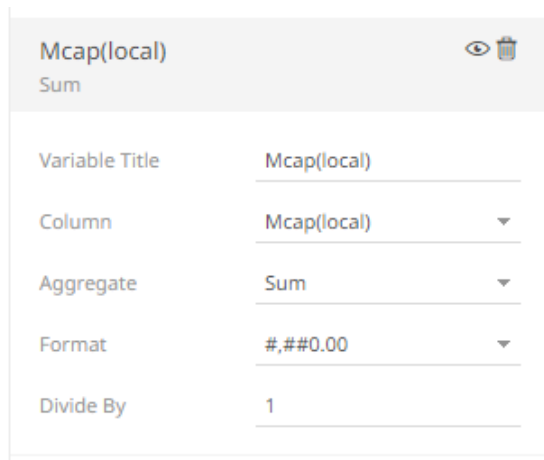 Mcap(local)
Sum
Variable Title Mcap(local)
Column Mcap(local)
Aggregate Sum
Format #,##0.00
Divide By 1